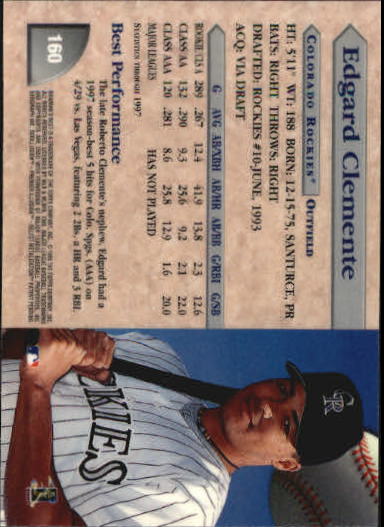 Edgard Clemente
COLORADO ROCKIES® OUTFIELD
HT: 5'11" WT: 188 BORN: 12-15-75, SANTURCE, PR
BATS: RIGHT THROWS: RIGHT
DRAFTED: ROCKIES #10-JUNE, 1993
ACQ: VIA DRAFT
G AVG AB/XBH AB/HR AB/BB G/RBI G/SB
ROOKIE/CLS A 289 .267 12.4 41.9 13.8 2.3 12.6
CLASS AA 132 .290 9.3 25.6 9.2 2.1 22.0
CLASS AAA 120 .281 8.6 25.8 12.9 1.6 20.0
MAJOR LEAGUES HAS NOT PLAYED
STATISTICS THROUGH 1997
Best Performance
The late Roberto Clemente's nephew, Edgard had a
1997 season-best 5 hits for Colo. Spgs. (AAA) on
4/29 vs. Las Vegas, featuring 2 2Bs, a HR and 3 RBI.
160
CR
CKIES